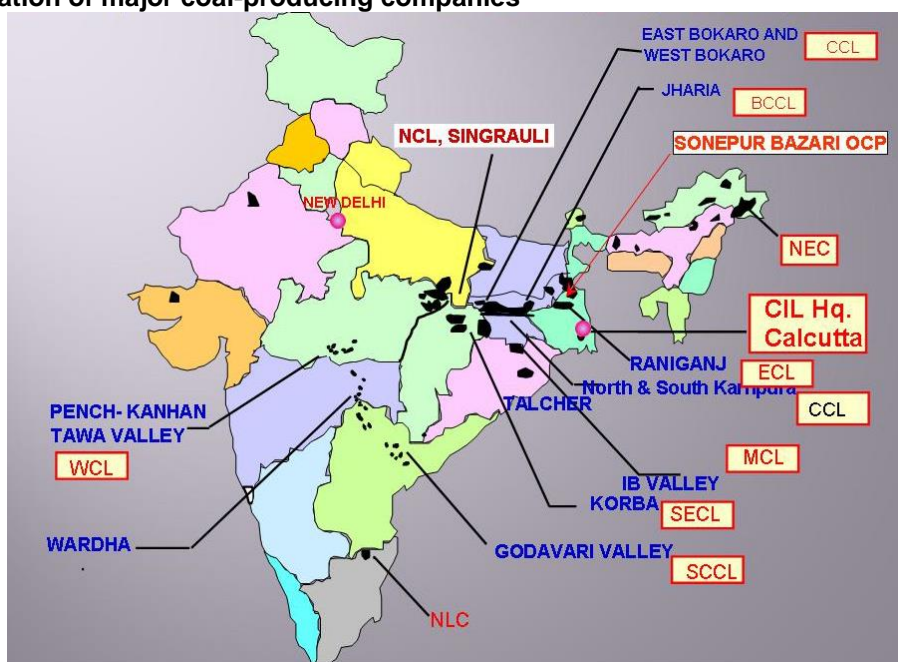 ation of major coal-producing companies
EAST BOKARO AND
WEST BOKARO
CCL
JHARIA
BCCL
NCL, SINGRAULI
SONEPUR BAZARI OCP
NEW DELHI
NEC
CIL Hq.
Calcutta
RANIGANJ
ECL
North & South Karnpura
CCL
TALCHER
PENCH- KANHAN
TAWA VALLEY
WCL
MCL
IB VALLEY
KORBA
SECL
WARDHA
GODAVARI VALLEY
SCCL
NLC